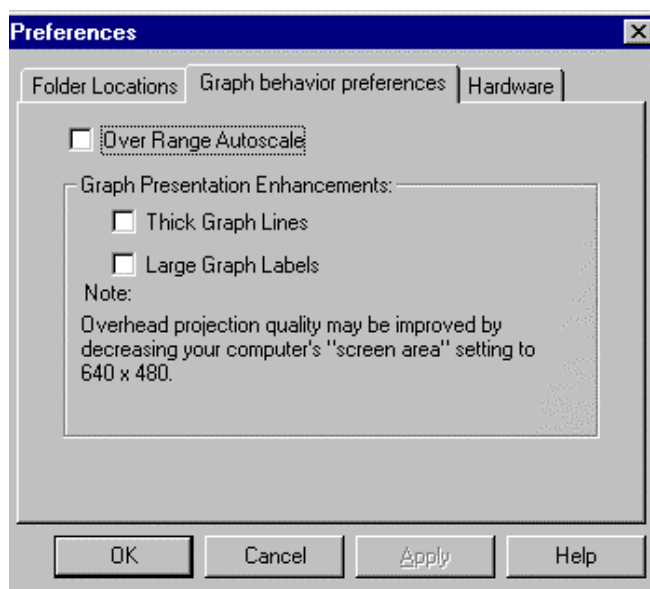 Preferences
Folder Locations
Graph behavior preferences
Hardware
Over Range Autoscale
Graph Presentation Enhancements:
Thick Graph Lines
Large Graph Labels
Note:
Overhead projection quality may be improved by
decreasing your computer's "screen area" setting to
640 x 480.
OK
Cancel
Apply
Help